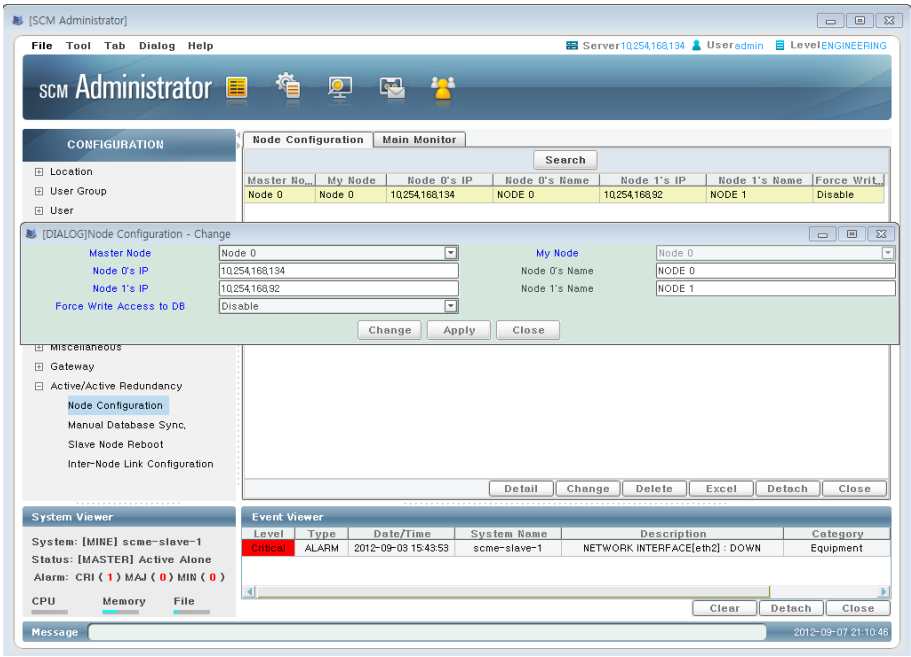 [SCM Administrator]
File Tool Tab Dialog Help
Server 10,254,168,134 User admin Level ENGINEERING
SCM Administrator
CONFIGURATION
Location
User Group
User
Node Configuration Main Monitor
Search
Master No... My Node Node 0's IP Node 0's Name Node 1's IP Node 1's Name Force Writ...
Node 0 Node 0 10,254,168,134 NODE 0 10,254,168,92 NODE 1 Disable
[DIALOG]Node Configuration - Change
Master Node Node 0 My Node Node 0
Node 0's IP 10,254,168,134 Node 0's Name NODE 0
Node 1's IP 10,254,168,92 Node 1's Name NODE 1
Force Write Access to DB Disable
Change Apply Close
Miscellaneous
Gateway
Active/Active Redundancy
Node Configuration
Manual Database Sync,
Slave Node Reboot
Inter-Node Link Configuration
Detail Change Delete Excel Detach Close
System Viewer
System: [MINE] scme-slave-1
Status: [MASTER] Active Alone
Alarm: CRI ( 1 ) MAJ ( 0 ) MIN ( 0 )
CPU Memory File
Event Viewer
Level Type Date/Time System Name Description Category
Critical ALARM 2012-09-03 15:43:53 scme-slave-1 NETWORK INTERFACE[eth2] : DOWN Equipment
Clear Detach Close
Message 2012-09-07 21:10:46